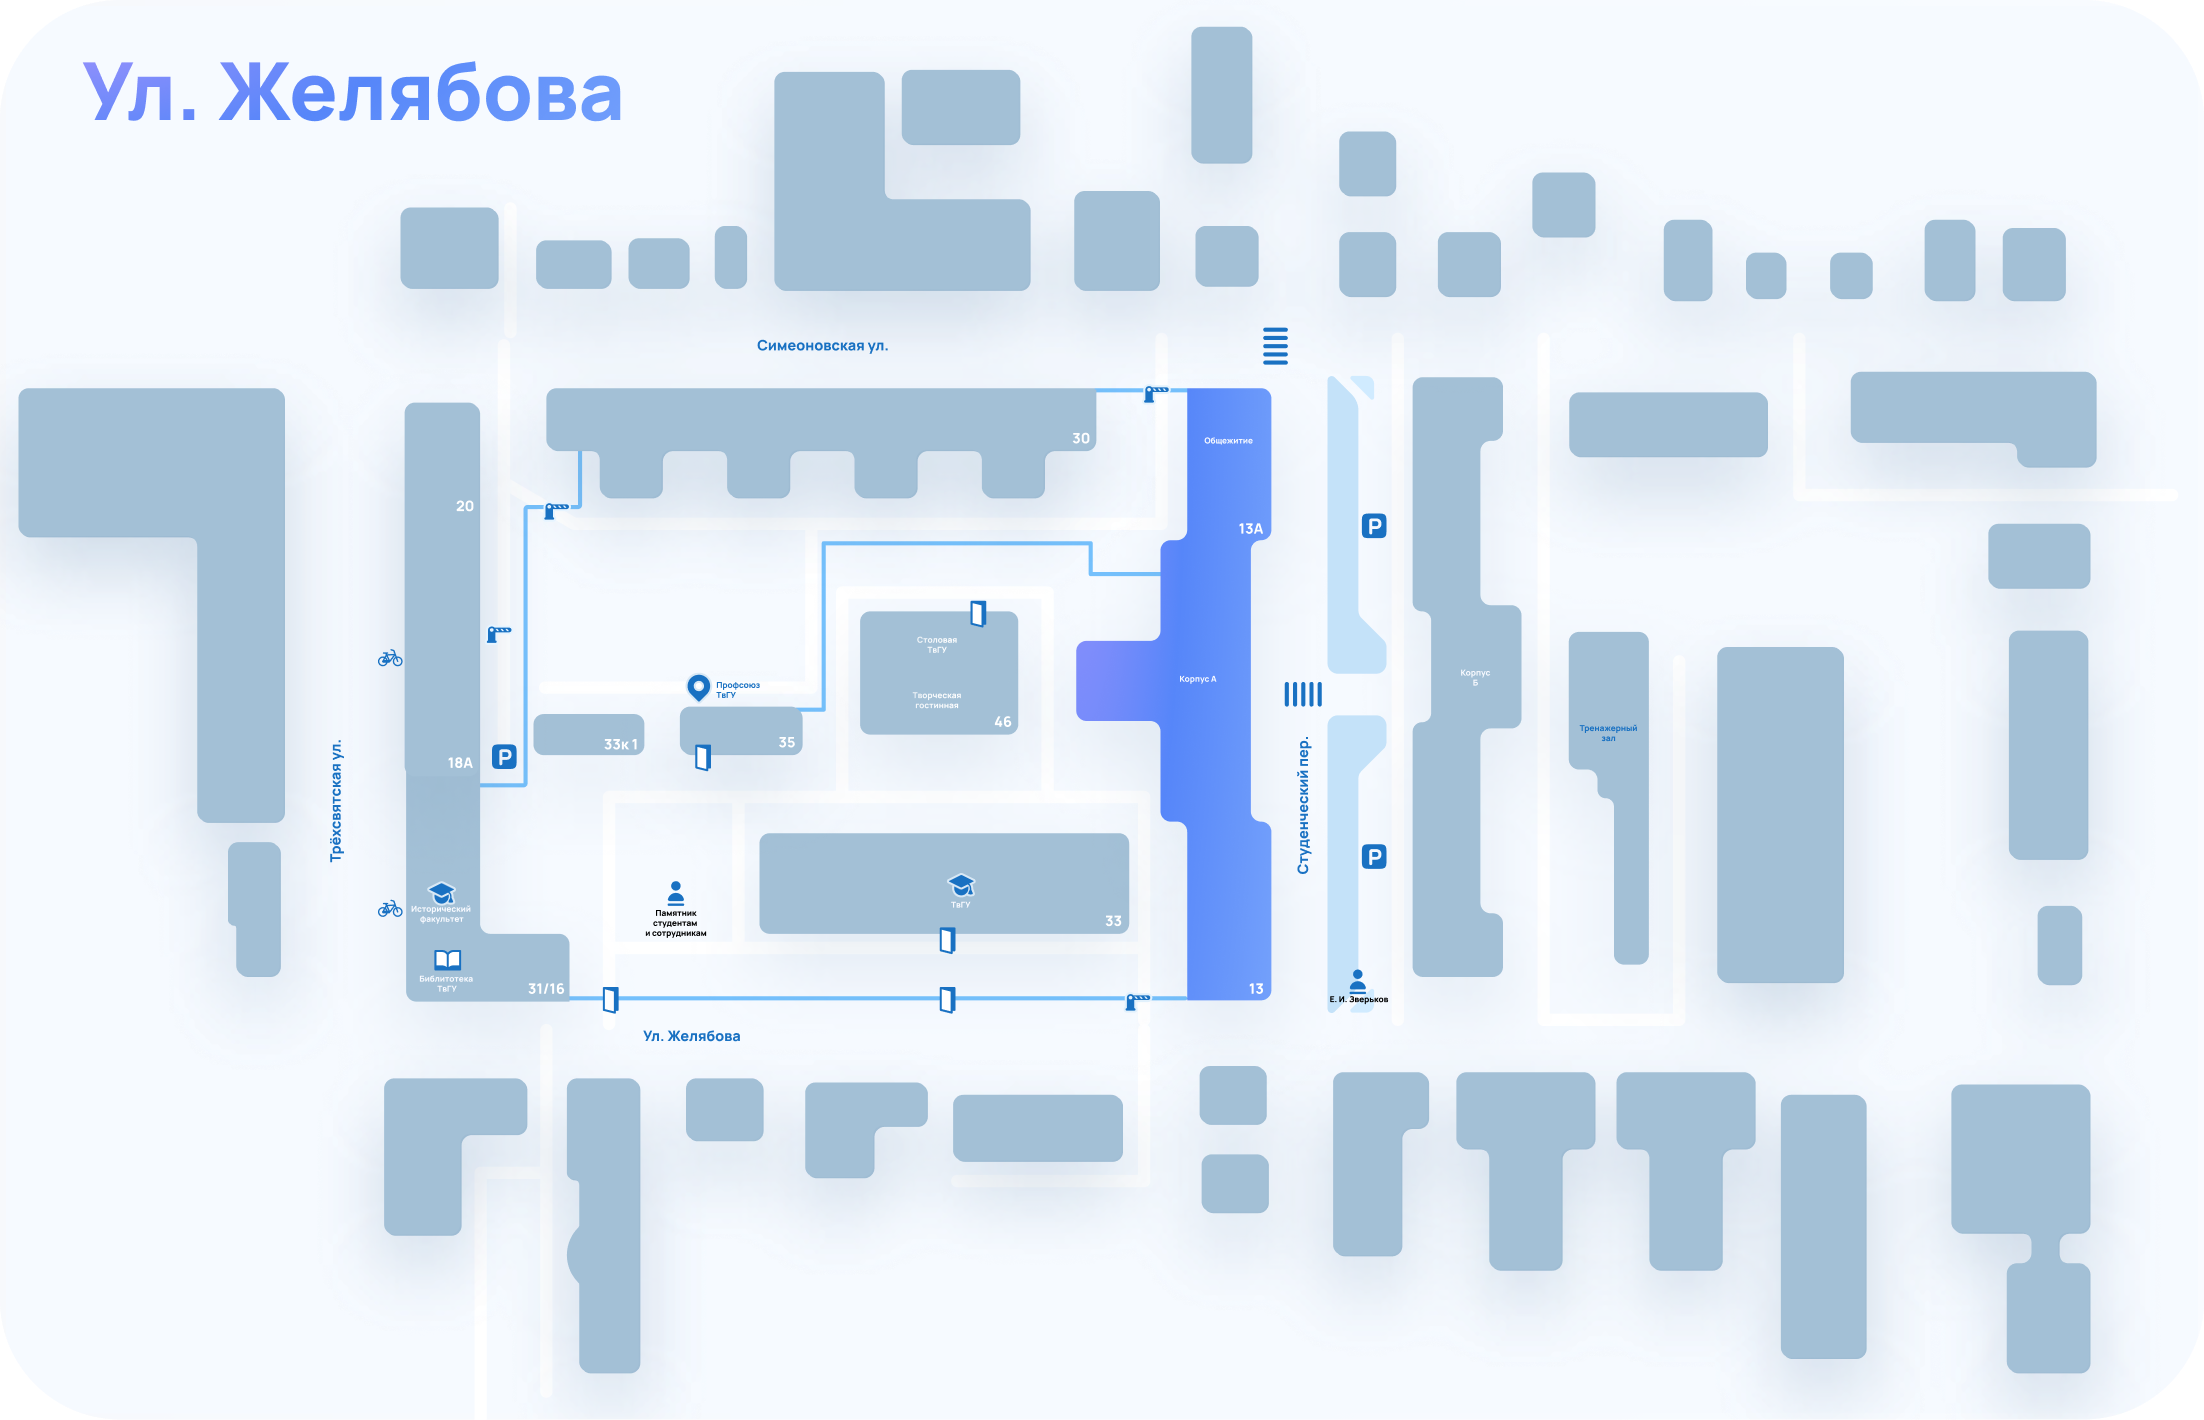 Ул. Желябова
Симеоновская ул.
30
Общежитие
20
13А
P
Столовая
ТвГУ
Корпус А
Корпус
Б
Профсоюз
ТвГУ
Творческая
гостинная
46
Тренажерный
зал
33к1
35
18А
P
Трёхсвятская ул.
Студенческий пер.
P
Исторический
факультет
ТвГУ
Памятник
студентам
и сотрудникам
33
Библитотека
ТвГУ
31/16
13
Е. И. Зверьков
Ул. Желябова